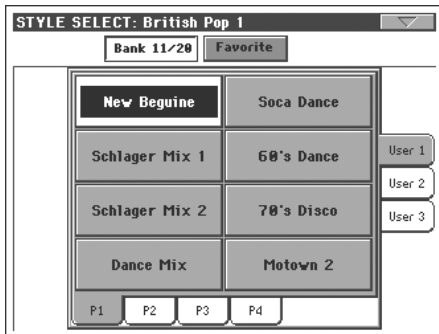 STYLE SELECT: British Pop 1
Bank 11/20 Favorite
New Beguine Soca Dance
Schlager Mix 1 60's Dance User 1
User 2
Schlager Mix 2 70's Disco User 3
Dance Mix Motown 2
P1 P2 P3 P4